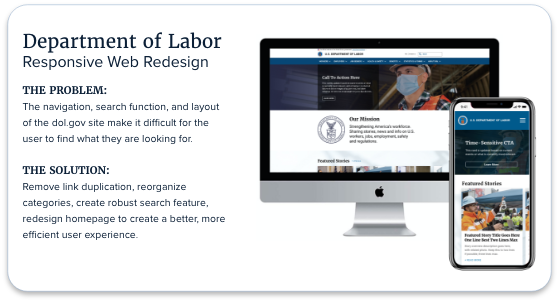 Department of Labor
Responsive Web Redesign
THE PROBLEM:
The navigation, search function, and layout
of the dol.gov site make it difficult for the
user to find what they are looking for.
THE SOLUTION:
Remove link duplication, reorganize
categories, create robust search feature,
redesign homepage to create a better, more
efficient user experience.
U.S. DEPARTMENT OF LABOR
Call To Action Here
Our Mission
Strengthening America's workforce.
Sharing stories, news and info on U.S.
workers, jobs, employment, safety
and regulations.
Featured Stories
U.S. DEPARTMENT OF LABOR
Time-Sensitive CTA
Featured Stories
Featured Story Title Goes Here
One Line Sentence Two Lines Max